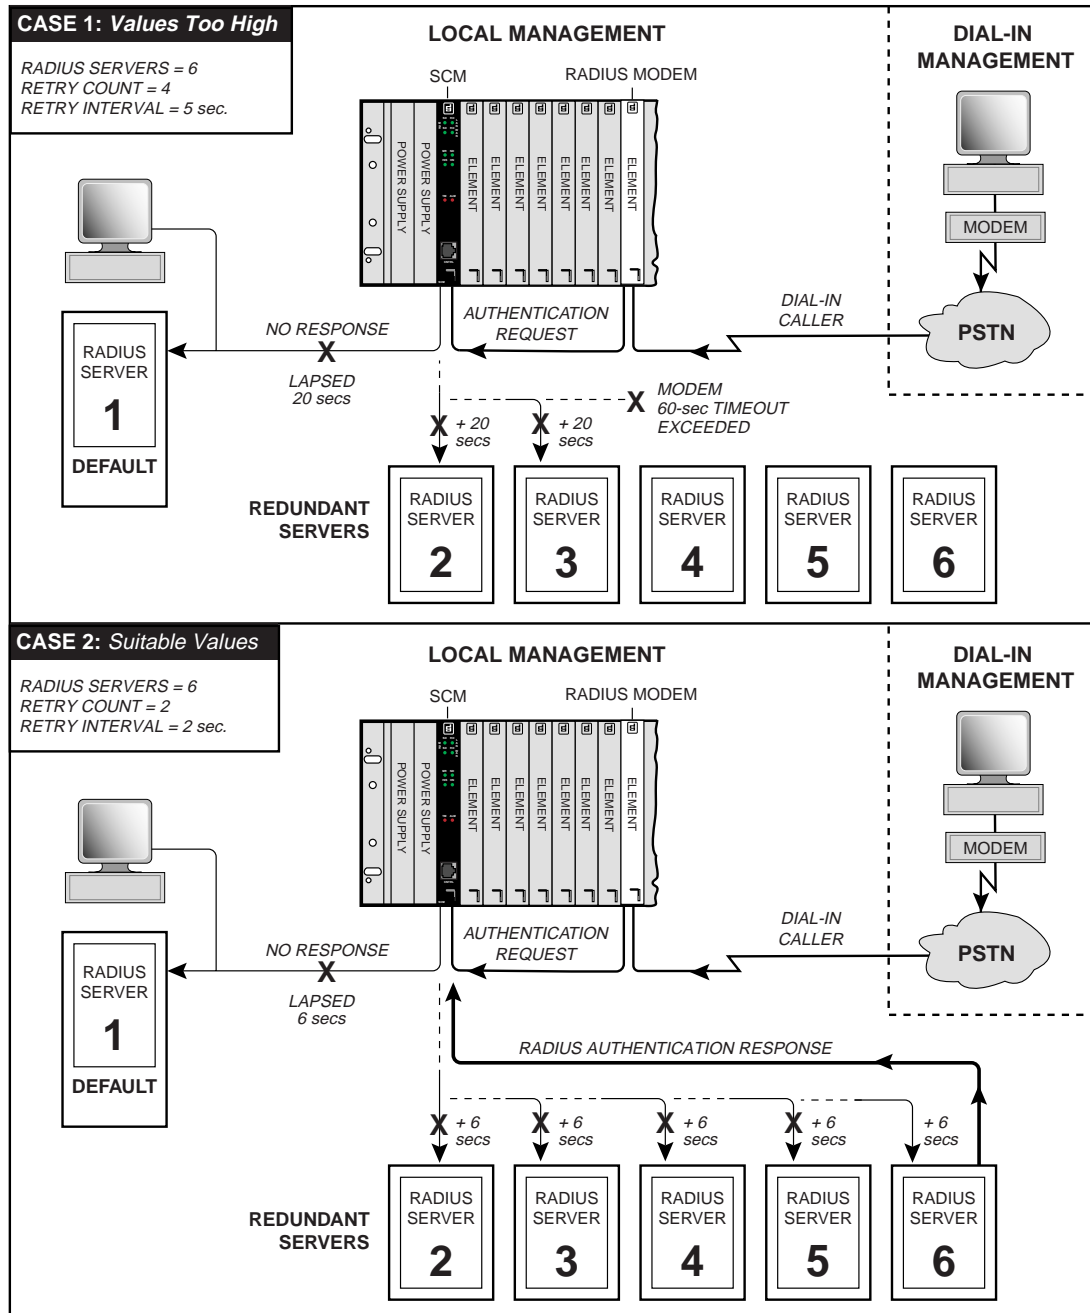 CASE 1: Values Too High
RADIUS SERVERS = 6
RETRY COUNT = 4
RETRY INTERVAL = 5 sec.
LOCAL MANAGEMENT
DIAL-IN
MANAGEMENT
SCM
RADIUS MODEM
POWER SUPPLY
POWER SUPPLY
ELEMENT
ELEMENT
ELEMENT
ELEMENT
ELEMENT
ELEMENT
ELEMENT
ELEMENT
MODEM
PSTN
DIAL-IN
CALLER
AUTHENTICATION
REQUEST
NO RESPONSE
X
LAPSED
20 secs
RADIUS
SERVER
1
DEFAULT
X
MODEM
60-sec TIMEOUT
EXCEEDED
X
+ 20
secs
X
+ 20
secs
REDUNDANT
SERVERS
RADIUS
SERVER
2
RADIUS
SERVER
3
RADIUS
SERVER
4
RADIUS
SERVER
5
RADIUS
SERVER
6
CASE 2: Suitable Values
RADIUS SERVERS = 6
RETRY COUNT = 2
RETRY INTERVAL = 2 sec.
LOCAL MANAGEMENT
DIAL-IN
MANAGEMENT
SCM
RADIUS MODEM
POWER SUPPLY
POWER SUPPLY
ELEMENT
ELEMENT
ELEMENT
ELEMENT
ELEMENT
ELEMENT
ELEMENT
ELEMENT
MODEM
PSTN
DIAL-IN
CALLER
AUTHENTICATION
REQUEST
NO RESPONSE
X
LAPSED
6 secs
RADIUS
SERVER
1
DEFAULT
RADIUS AUTHENTICATION RESPONSE
X
+ 6
secs
X
+ 6
secs
X
+ 6
secs
X
+ 6
secs
+ 6
secs
REDUNDANT
SERVERS
RADIUS
SERVER
2
RADIUS
SERVER
3
RADIUS
SERVER
4
RADIUS
SERVER
5
RADIUS
SERVER
6